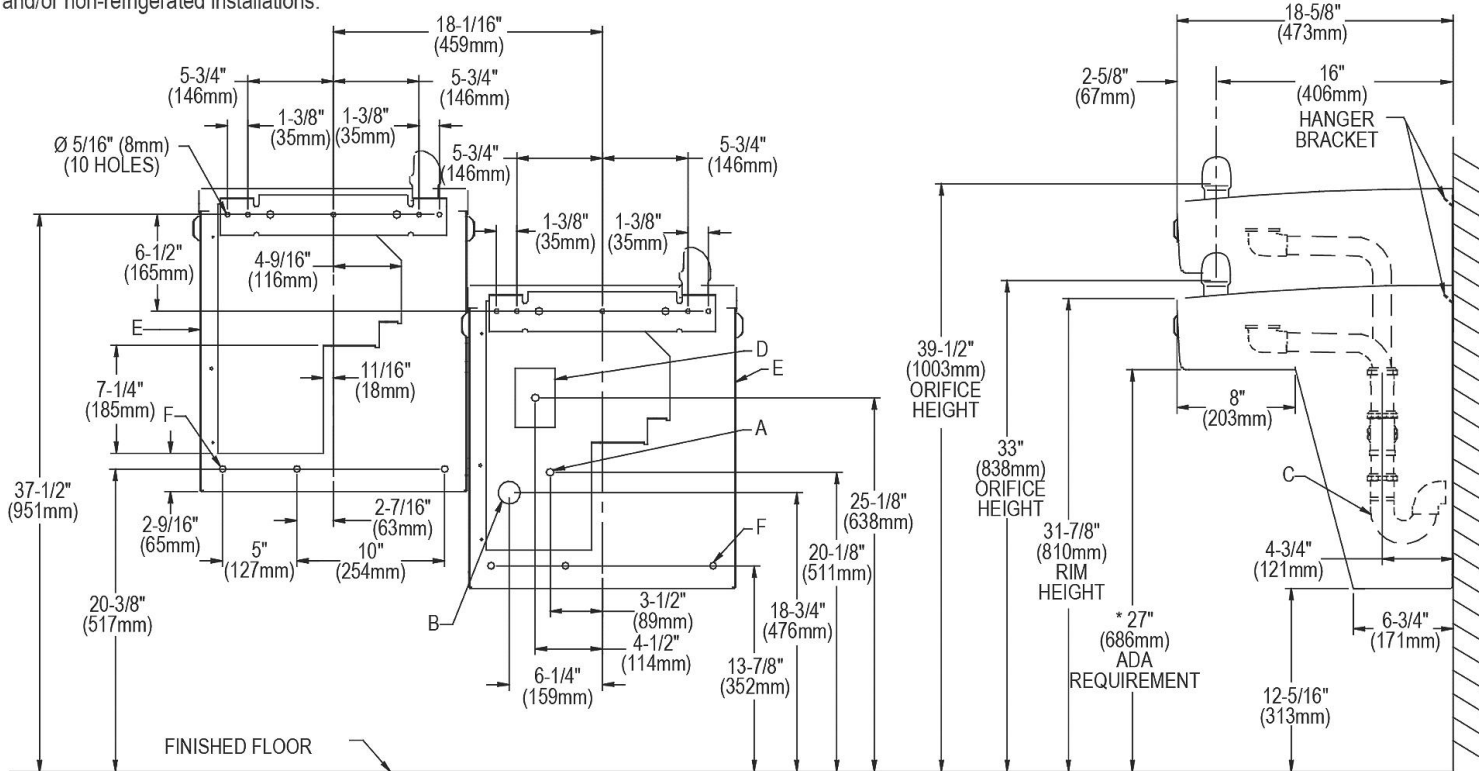 and/or non-refrigerated installations.
18-1/16"
(459mm)
18-5/8"
(473mm)
5-3/4"
(146mm)
5-3/4"
(146mm)
2-5/8"
(67mm)
16"
(406mm)
1-3/8"
(35mm)
1-3/8"
(35mm)
HANGER
BRACKET
Ø 5/16" (8mm)
(10 HOLES)
5-3/4"
(146mm)
5-3/4"
(146mm)
1-3/8"
(35mm)
1-3/8"
(35mm)
6-1/2"
(165mm)
4-9/16"
(116mm)
E
D
E
39-1/2"
(1003mm)
ORIFICE
HEIGHT
11/16"
(18mm)
7-1/4"
(185mm)
8"
(203mm)
F
A
33"
(838mm)
ORIFICE
HEIGHT
C
37-1/2"
(951mm)
25-1/8"
(638mm)
2-9/16"
(65mm)
2-7/16"
(63mm)
F
31-7/8"
(810mm)
RIM
HEIGHT
5"
(127mm)
10"
(254mm)
20-1/8"
(511mm)
4-3/4"
(121mm)
20-3/8"
(517mm)
B
3-1/2"
(89mm)
18-3/4"
(476mm)
* 27"
(686mm)
ADA
REQUIREMENT
6-3/4"
(171mm)
4-1/2"
(114mm)
6-1/4"
(159mm)
13-7/8"
(352mm)
12-5/16"
(313mm)
FINISHED FLOOR